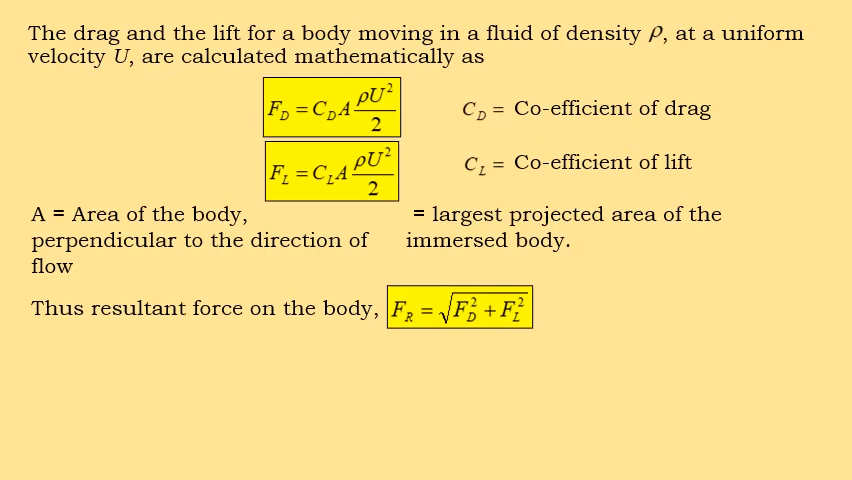 The drag and the lift for a body moving in a fluid of density ρ, at a uniform
velocity U, are calculated mathematically as
F_D = C_D A ρU²/2 C_D = Co-efficient of drag
F_L = C_L A ρU²/2 C_L = Co-efficient of lift
A = Area of the body,
perpendicular to the direction of
flow
= largest projected area of the
immersed body.
Thus resultant force on the body, F_R = √(F_D² + F_L²)